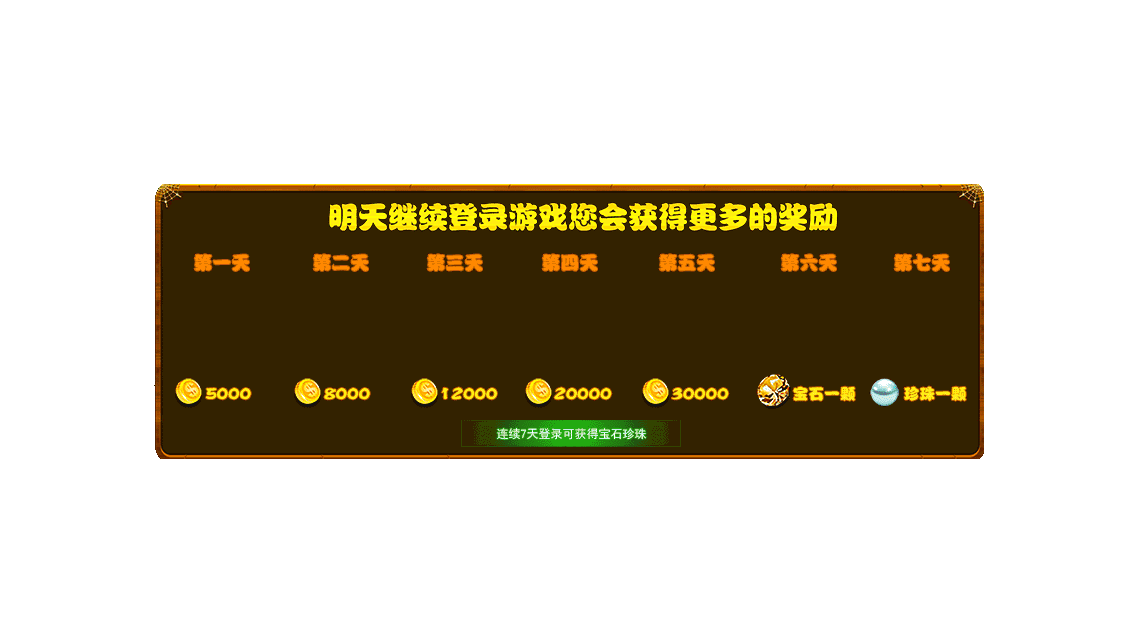 明天继续登录游戏您会获得更多的奖励
第一天 第二天 第三天 第四天 第五天 第六天 第七天
5000 8000 12000 20000 30000 宝石一颗 珍珠一颗
连续7天登录可获得宝石珍珠